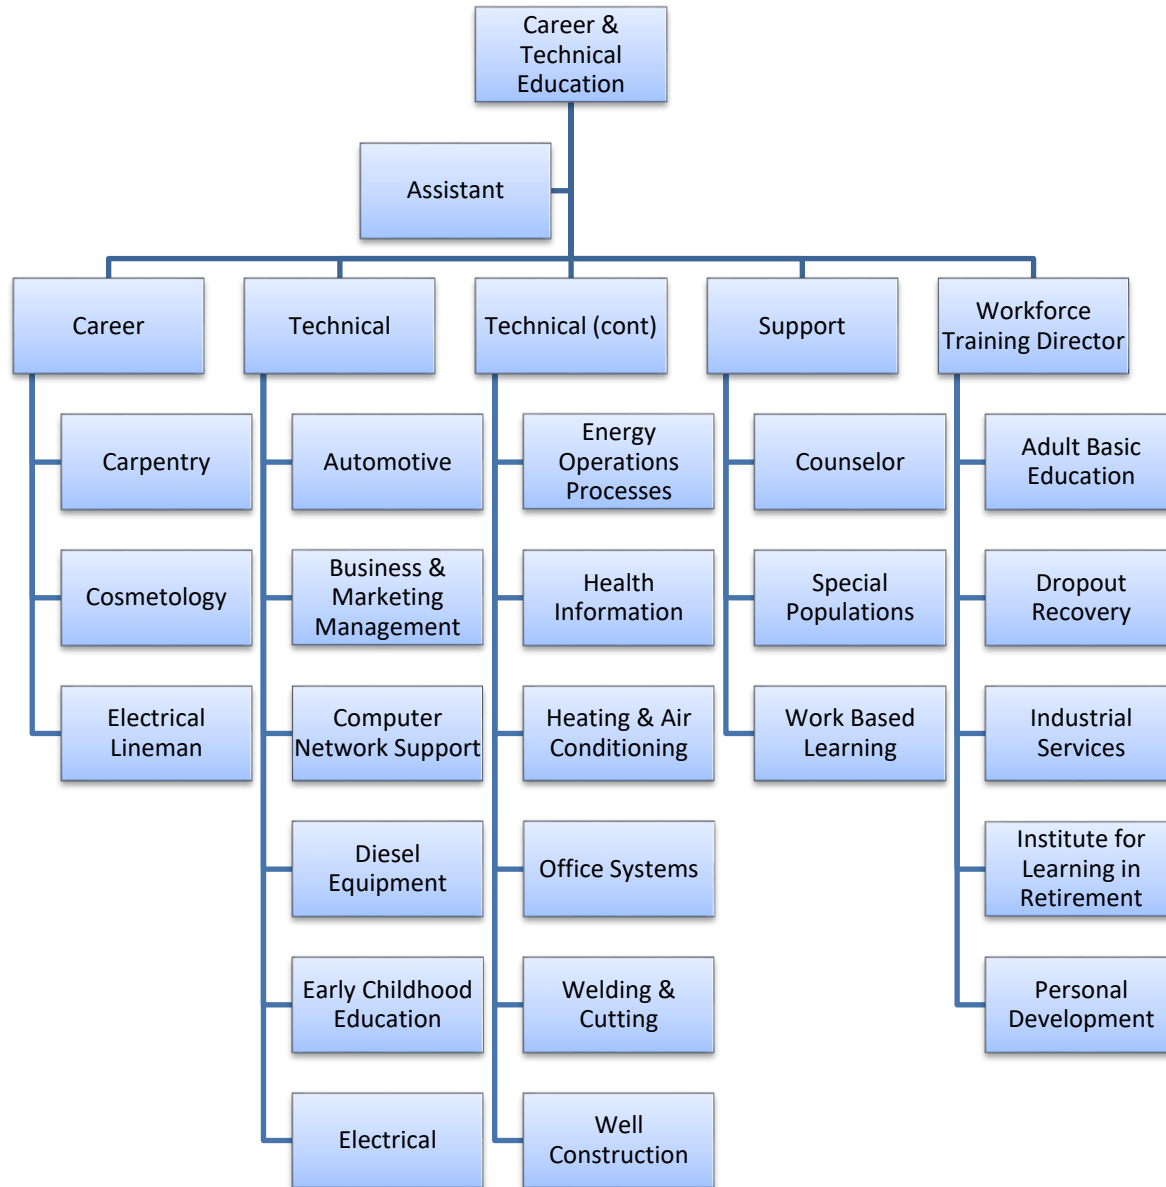 Career &
Technical
Education
Assistant
Career
Technical
Technical (cont)
Support
Workforce
Training Director
Carpentry
Cosmetology
Electrical
Lineman
Automotive
Business &
Marketing
Management
Computer
Network Support
Diesel
Equipment
Early Childhood
Education
Electrical
Energy
Operations
Processes
Health
Information
Heating & Air
Conditioning
Office Systems
Welding &
Cutting
Well
Construction
Counselor
Special
Populations
Work Based
Learning
Adult Basic
Education
Dropout
Recovery
Industrial
Services
Institute for
Learning in
Retirement
Personal
Development